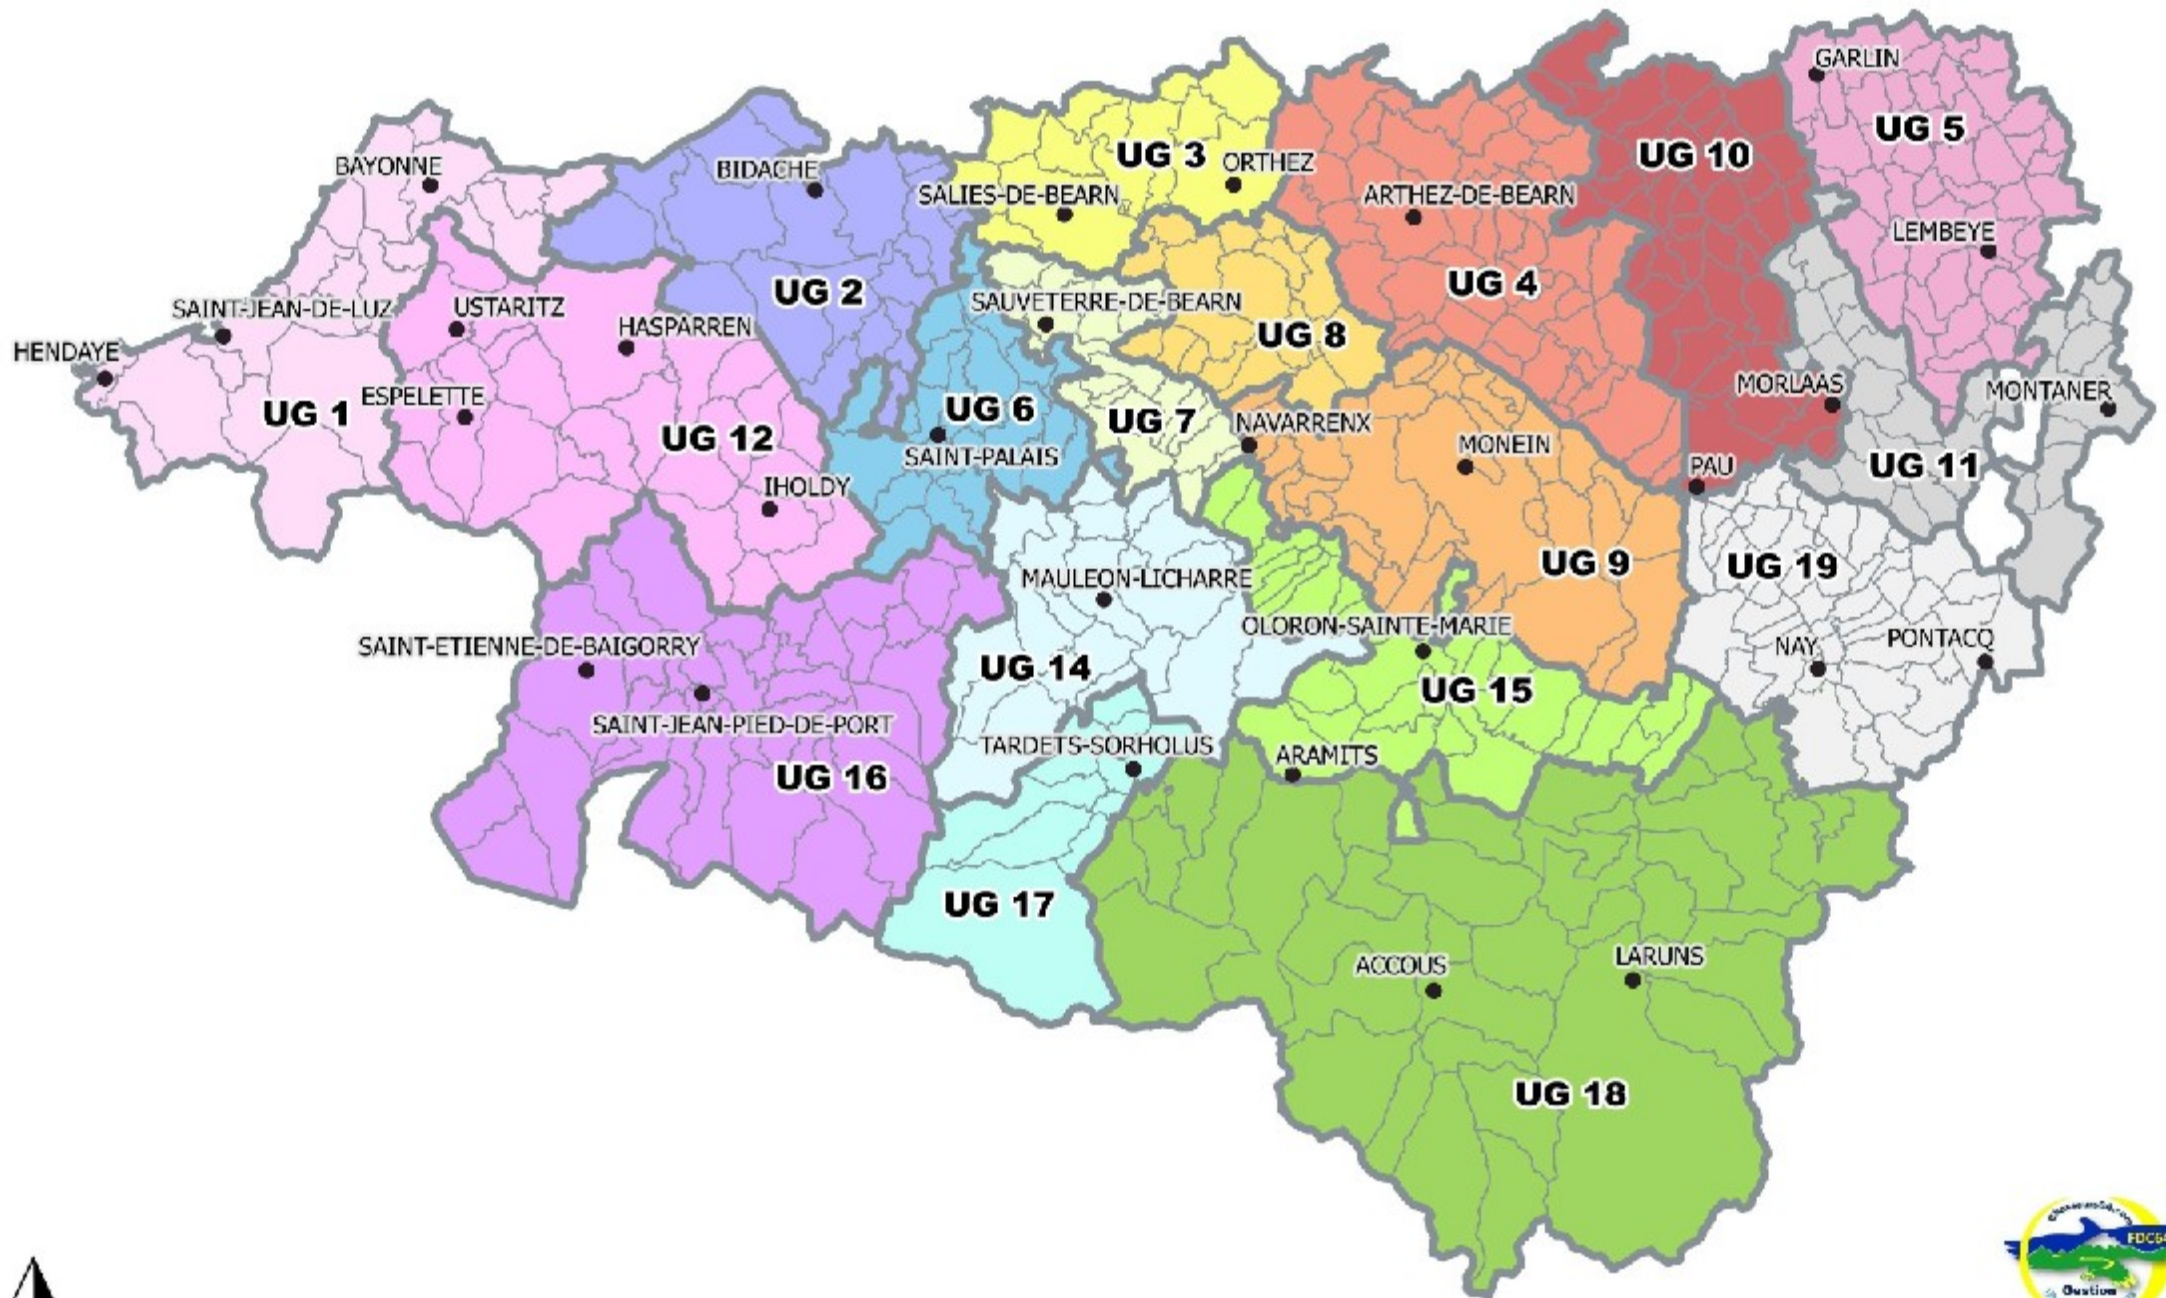 GARLIN
UG 5
UG 3
ORTHEZ
UG 10
BAYONNE
BIDACHE
SALIES-DE-BEARN
ARTHEZ-DE-BEARN
LEMBEYE
UG 2
UG 4
SAINT-JEAN-DE-LUZ
USTARITZ
SAUVETERRE-DE-BEARN
HASPARREN
UG 8
HENDAYE
ESPELETTE
MORLAAS
MONTANER
UG 1
UG 6
UG 7
NAVARRENX
UG 12
MONEIN
SAINT-PALAIS
PAU
UG 11
IHOLDY
UG 9
UG 19
MAULEON-LICHARRE
OLORON-SAINTE-MARIE
SAINT-ETIENNE-DE-BAIGORRY
NAY
PONTACQ
UG 14
UG 15
SAINT-JEAN-PIED-DE-PORT
TARDETS-SORHOLUS
ARAMITS
UG 16
UG 17
ACCOUS
LARUNS
UG 18
FDC64
Gestion